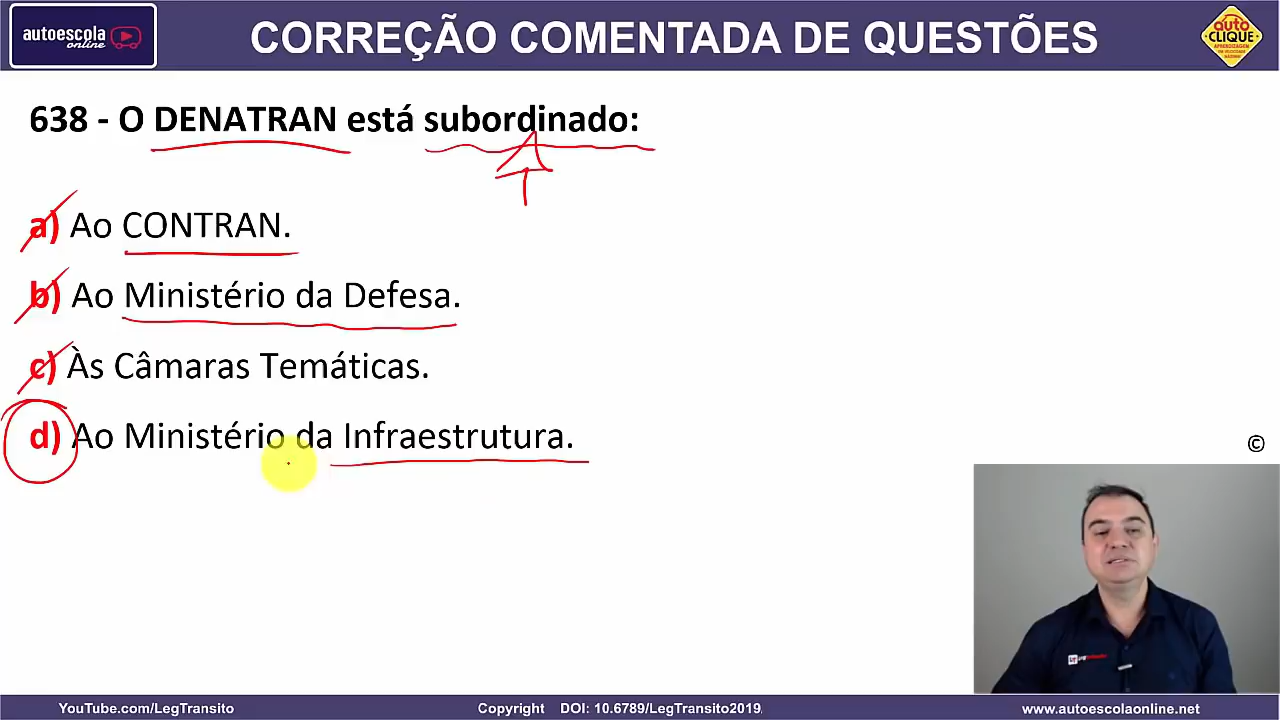 autoescola
online
CORREÇÃO COMENTADA DE QUESTÕES
auto
CLIQUE
638 - O DENATRAN está subordinado:
a) Ao CONTRAN.
b) Ao Ministério da Defesa.
c) Às Câmaras Temáticas.
d) Ao Ministério da Infraestrutura.
©
YouTube.com/LegTransito
Copyright DOI: 10.6789/LegTransito2019
www.autoescolaonline.net